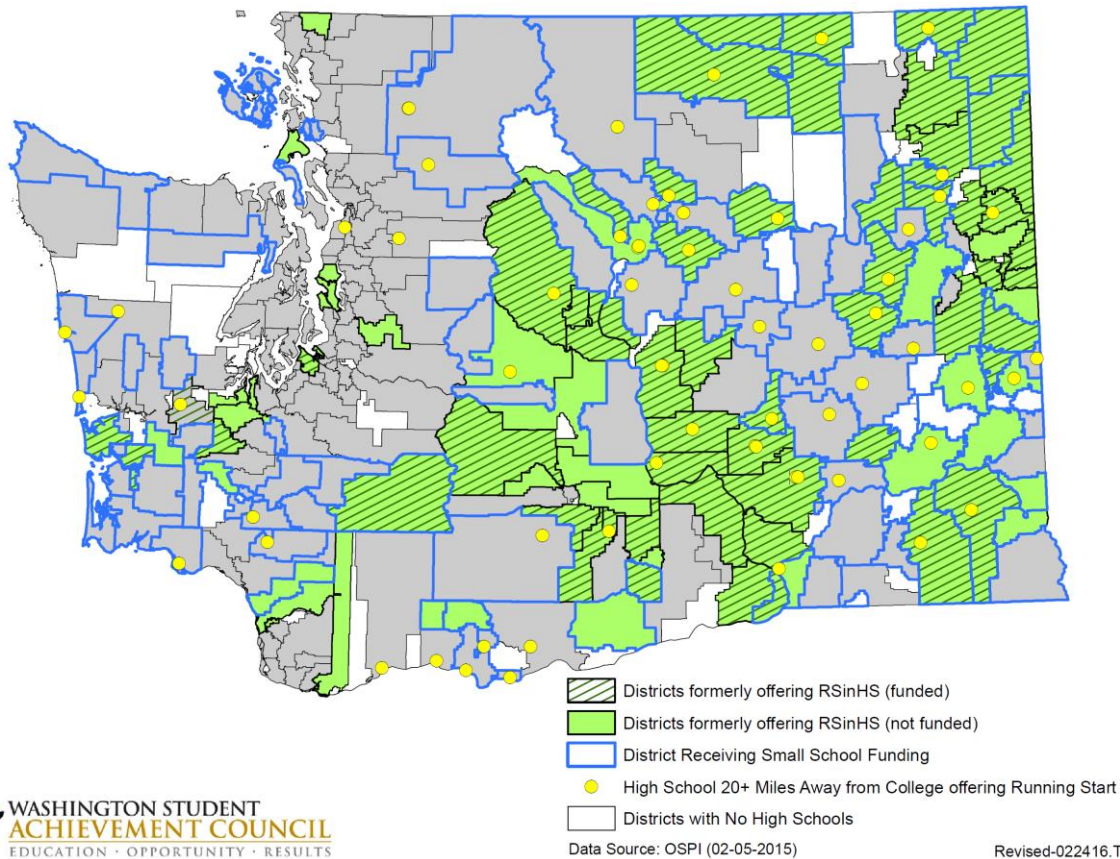 Districts formerly offering RSinHS (funded)
Districts formerly offering RSinHS (not funded)
District Receiving Small School Funding
High School 20+ Miles Away from College offering Running Start
Districts with No High Schools
WASHINGTON STUDENT
ACHIEVEMENT COUNCIL
EDUCATION · OPPORTUNITY · RESULTS
Data Source: OSPI (02-05-2015)
Revised-022416.T